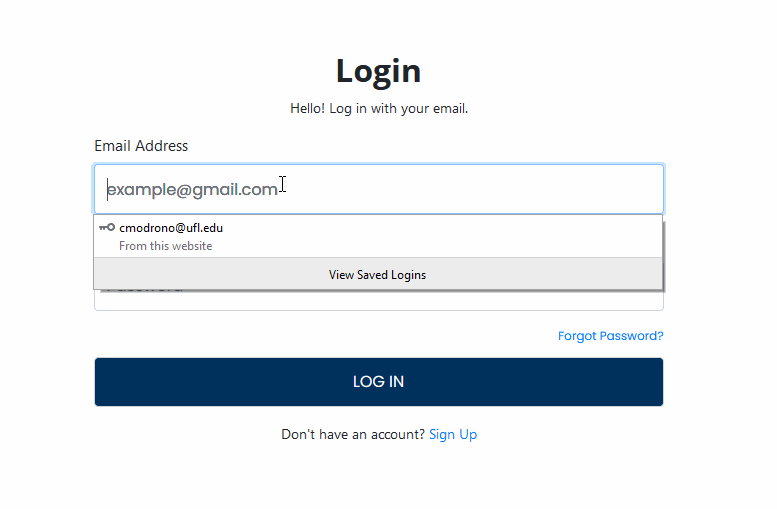 Login
Hello! Log in with your email.
Email Address
example@gmail.com
cmodrono@ufl.edu
From this website
View Saved Logins
Forgot Password?
LOG IN
Don't have an account? Sign Up